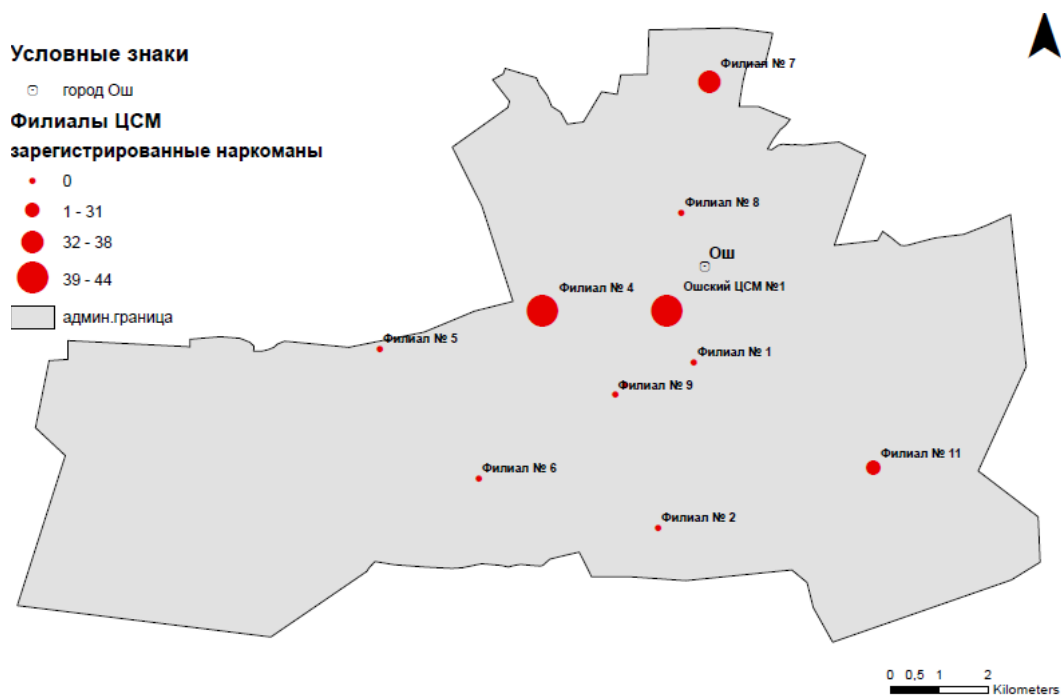 Условные знаки
город Ош
Филиалы ЦСМ
зарегистрированные наркоманы
0
1 - 31
32 - 38
39 - 44
админ.граница
Филиал № 7
Филиал № 8
Ош
Филиал № 4
Ошский ЦСМ №1
Филиал № 5
Филиал № 1
Филиал № 9
Филиал № 11
Филиал № 6
Филиал № 2
0 0,5 1 2
Kilometers